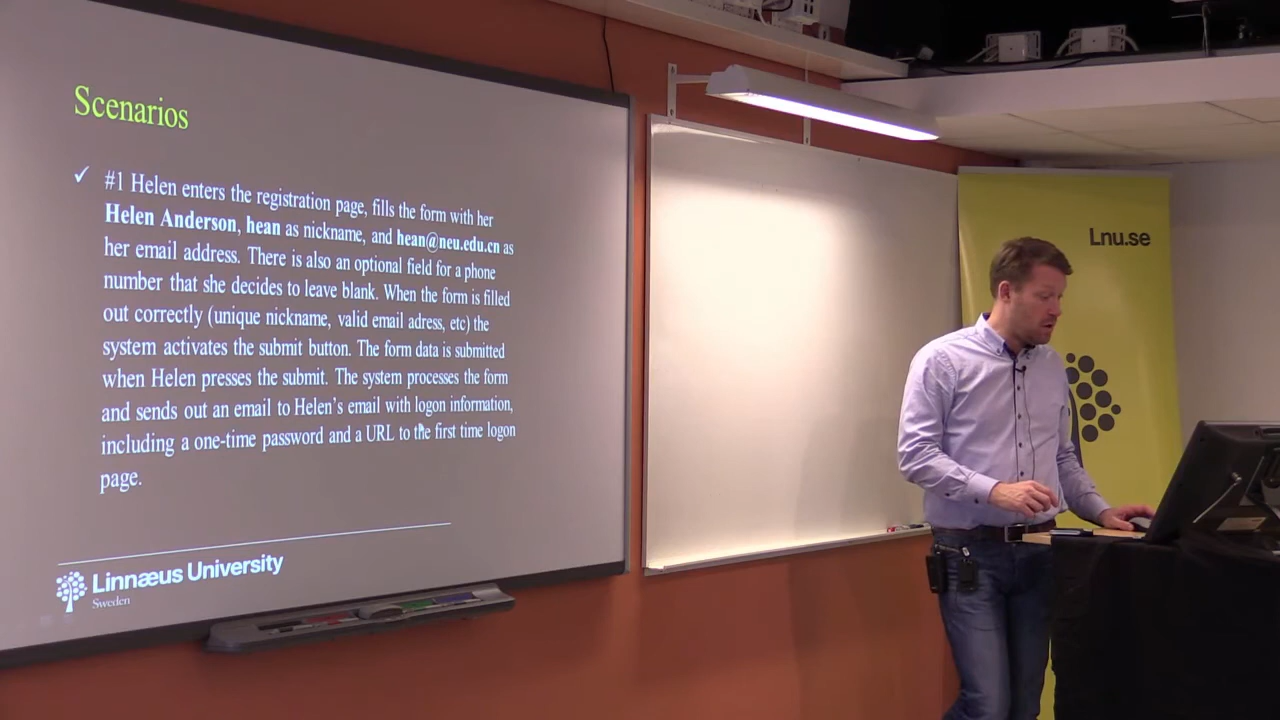 Scenarios
✓ #1 Helen enters the registration page, fills the form with her
Helen Anderson, hean as nickname, and hean@neu.edu.cn as
her email address. There is also an optional field for a phone
number that she decides to leave blank. When the form is filled
out correctly (unique nickname, valid email adress, etc) the
system activates the submit button. The form data is submitted
when Helen presses the submit. The system processes the form
and sends out an email to Helen's email with logon information,
including a one-time password and a URL to the first time logon
page.
Linnæus University
Sweden
Lnu.se